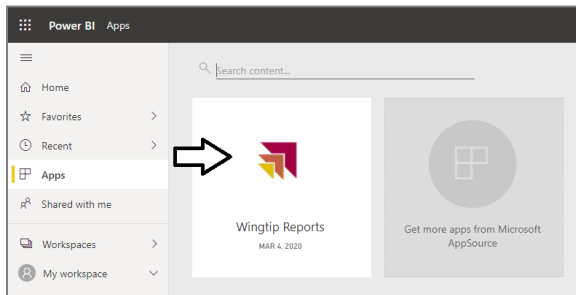 Power BI Apps
Home
Favorites
Recent
Apps
Shared with me
Workspaces
My workspace
Search content...
Wingtip Reports
MAR 4, 2020
Get more apps from Microsoft
AppSource